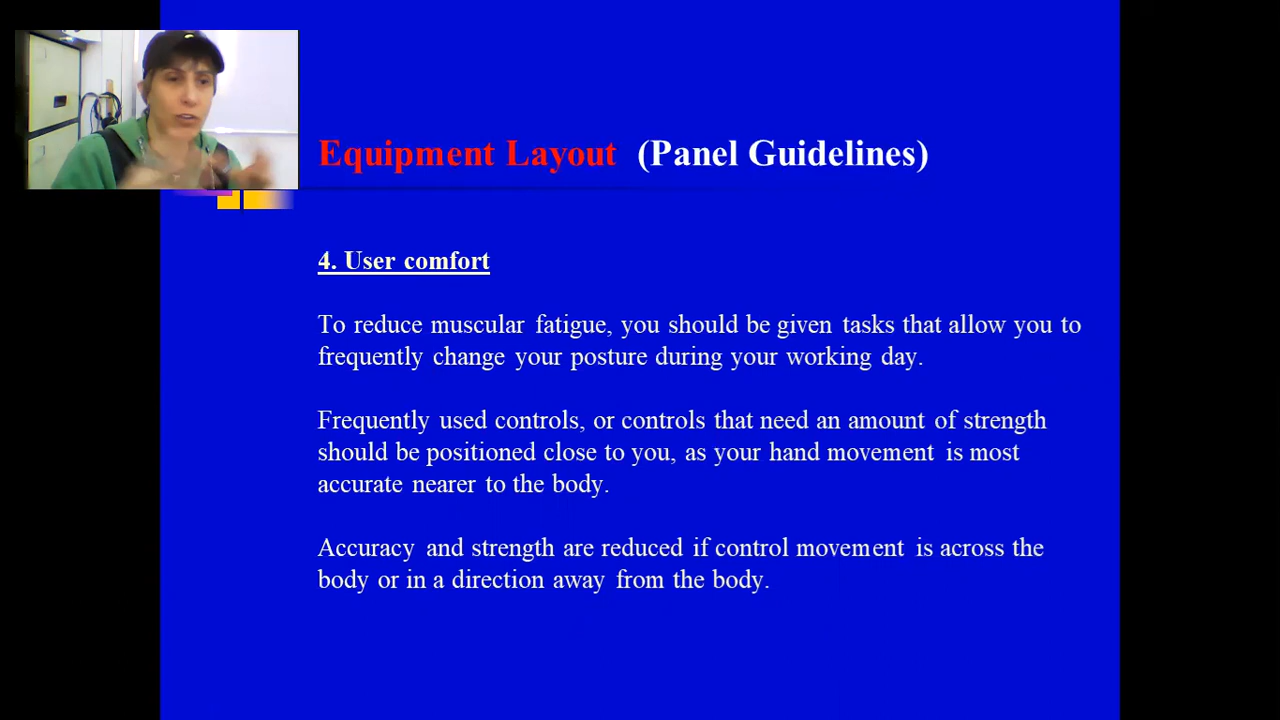 Equipment Layout (Panel Guidelines)
4. User comfort
To reduce muscular fatigue, you should be given tasks that allow you to
frequently change your posture during your working day.
Frequently used controls, or controls that need an amount of strength
should be positioned close to you, as your hand movement is most
accurate nearer to the body.
Accuracy and strength are reduced if control movement is across the
body or in a direction away from the body.